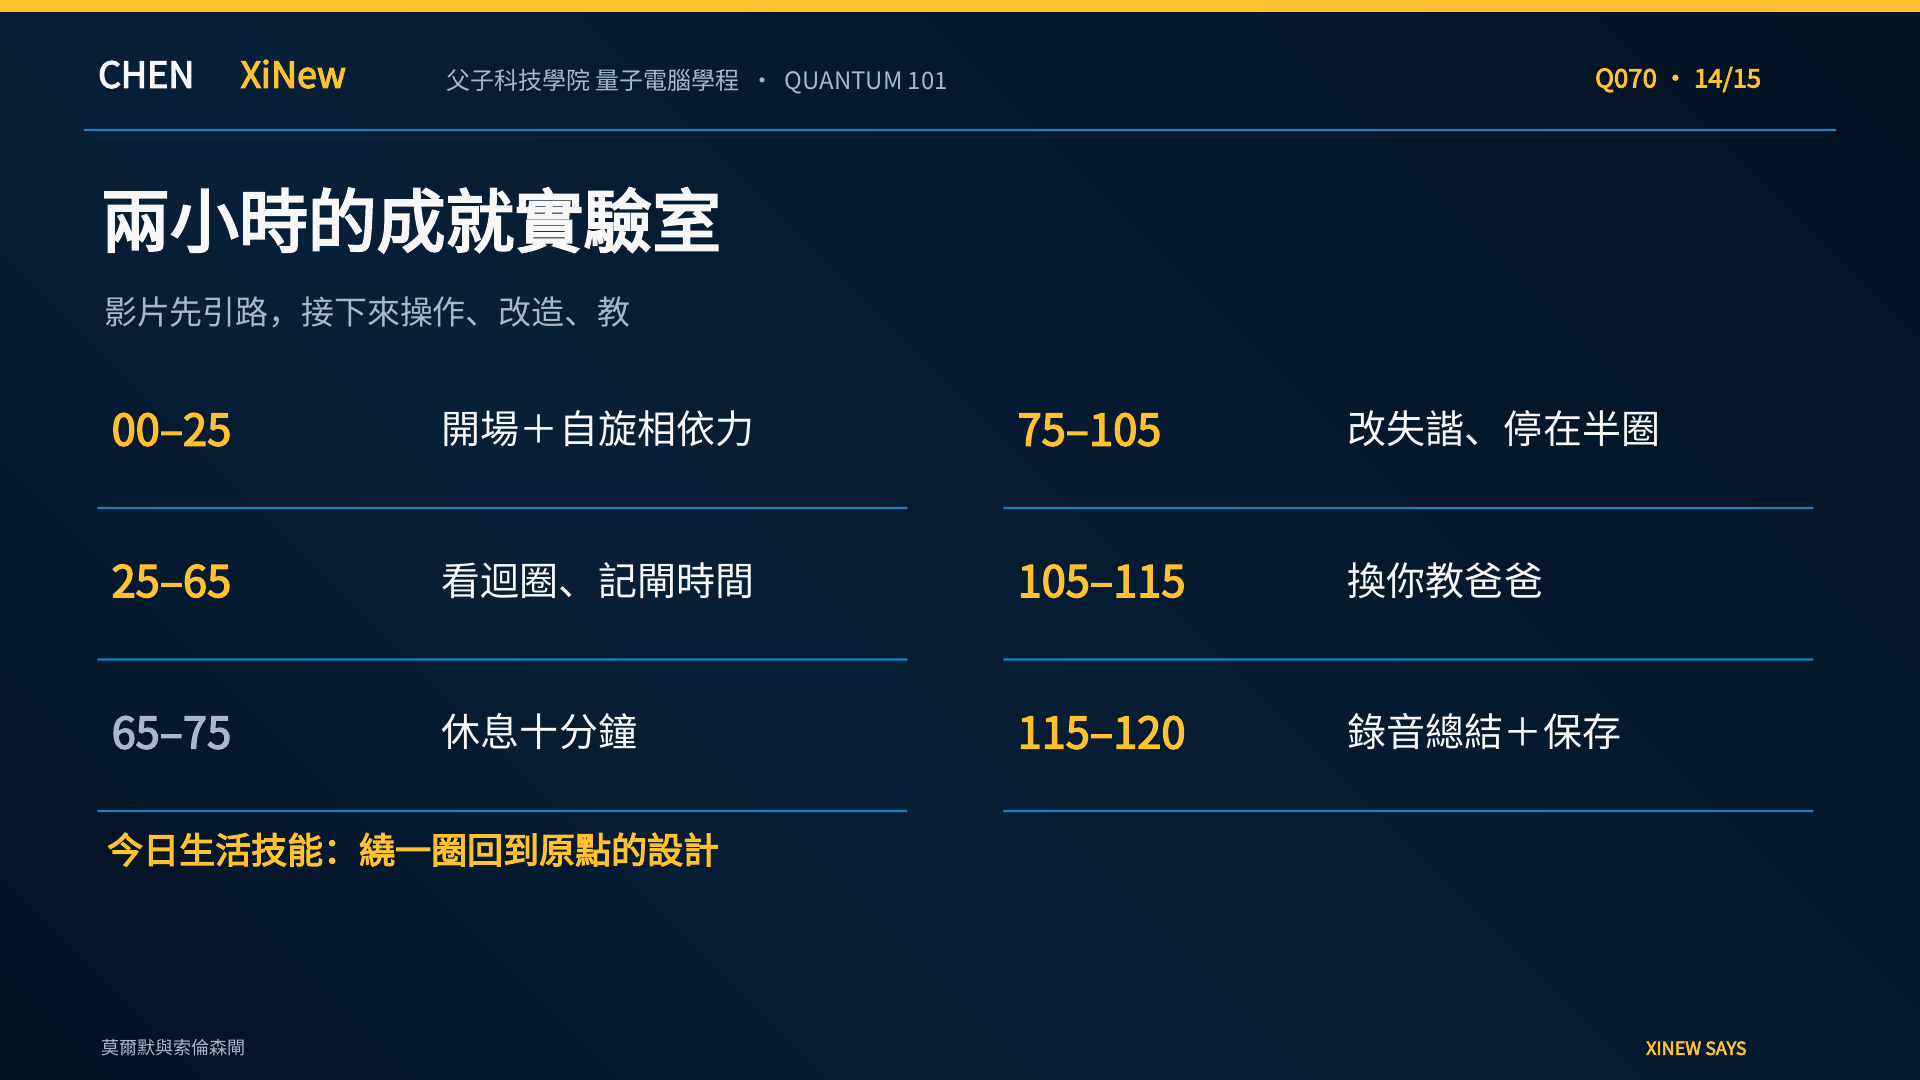 CHEN XiNew 父子科技學院 量子電腦學程 • QUANTUM 101
Q070 • 14/15
兩小時的成就實驗室
影片先引路，接下來操作、改造、教
00–25 開場＋自旋相依力
25–65 看迴圈、記閘時間
65–75 休息十分鐘
75–105 改失諧、停在半圈
105–115 換你教爸爸
115–120 錄音總結＋保存
今日生活技能：繞一圈回到原點的設計
莫爾默與索倫森閘
XINEW SAYS